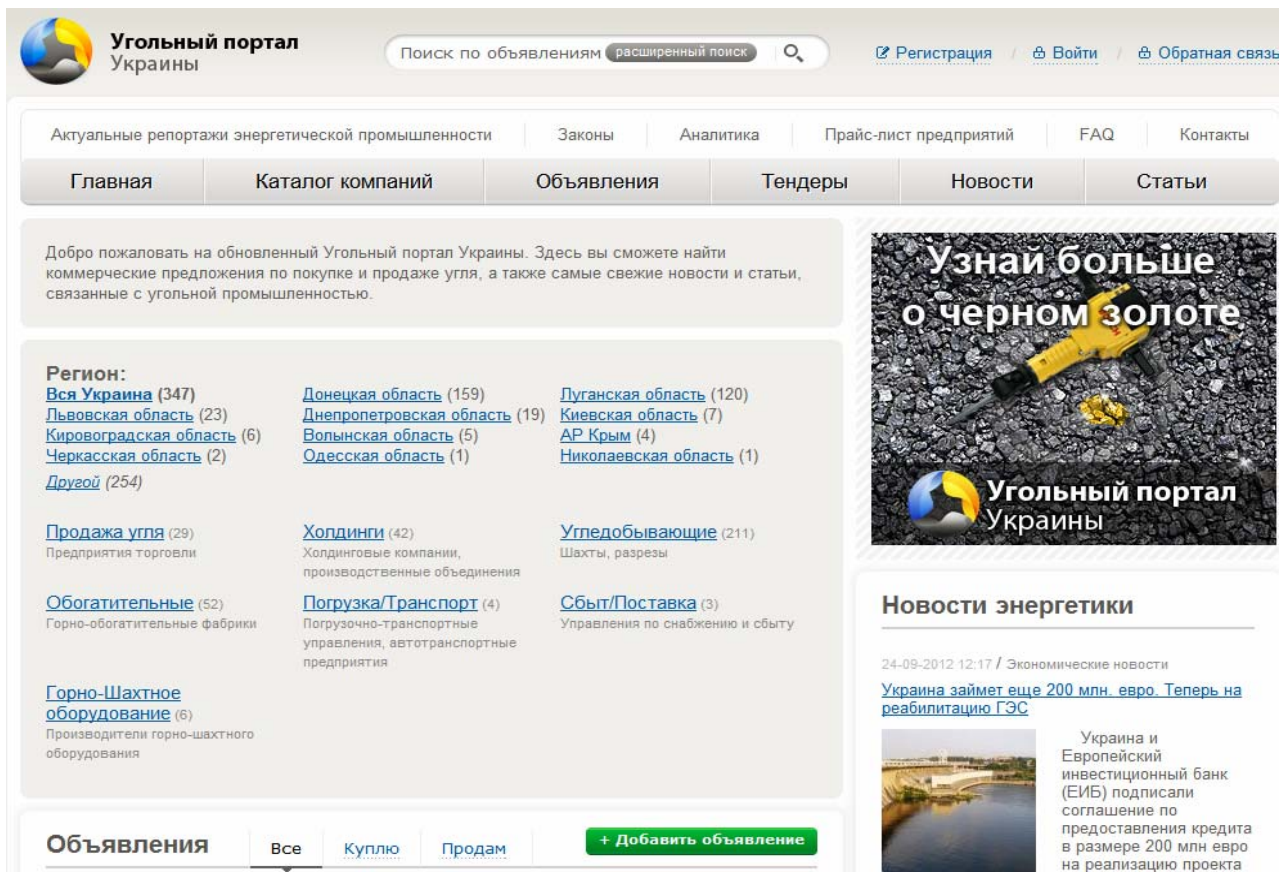 Угольный портал
Украины
Поиск по объявлениям расширенный поиск
Регистрация / Войти / Обратная связь
Актуальные репортажи энергетической промышленности Законы Аналитика Прайс-лист предприятий FAQ Контакты
Главная Каталог компаний Объявления Тендеры Новости Статьи
Добро пожаловать на обновленный Угольный портал Украины. Здесь вы сможете найти
коммерческие предложения по покупке и продаже угля, а также самые свежие новости и статьи,
связанные с угольной промышленностью.
Регион:
Вся Украина (347) Донецкая область (159) Луганская область (120)
Львовская область (23) Днепропетровская область (19) Киевская область (7)
Кировоградская область (6) Волынская область (5) АР Крым (4)
Черкасская область (2) Одесская область (1) Николаевская область (1)
Другой (254)
Продажа угля (29)
Предприятия торговли
Холдинги (42)
Холдинговые компании,
производственные объединения
Угледобывающие (211)
Шахты, разрезы
Обогатительные (52)
Горно-обогатительные фабрики
Погрузка/Транспорт (4)
Погрузочно-транспортные
управления, автотранспортные
предприятия
Сбыт/Поставка (3)
Управления по снабжению и сбыту
Горно-Шахтное
оборудование (6)
Производители горно-шахтного
оборудования
Объявления Все Куплю Продам + Добавить объявление
Узнай больше
о черном золоте
Угольный портал
Украины
Новости энергетики
24-09-2012 12:17 / Экономические новости
Украина займет еще 200 млн. евро. Теперь на
реабилитацию ГЭС
Украина и
Европейский
инвестиционный банк
(ЕИБ) подписали
соглашение по
предоставления кредита
в размере 200 млн евро
на реализацию проекта